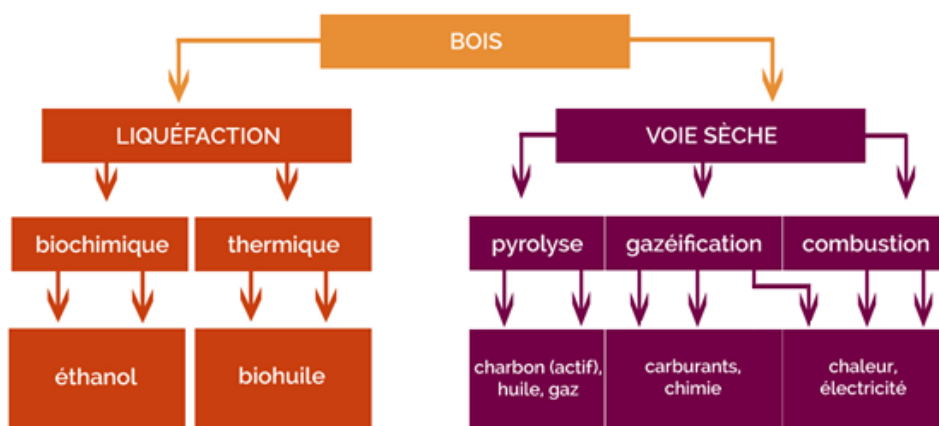 BOIS
LIQUÉFACTION
VOIE SÈCHE
biochimique
thermique
pyrolyse
gazéification
combustion
éthanol
biohuile
charbon (actif),
huile, gaz
carburants,
chimie
chaleur,
électricité